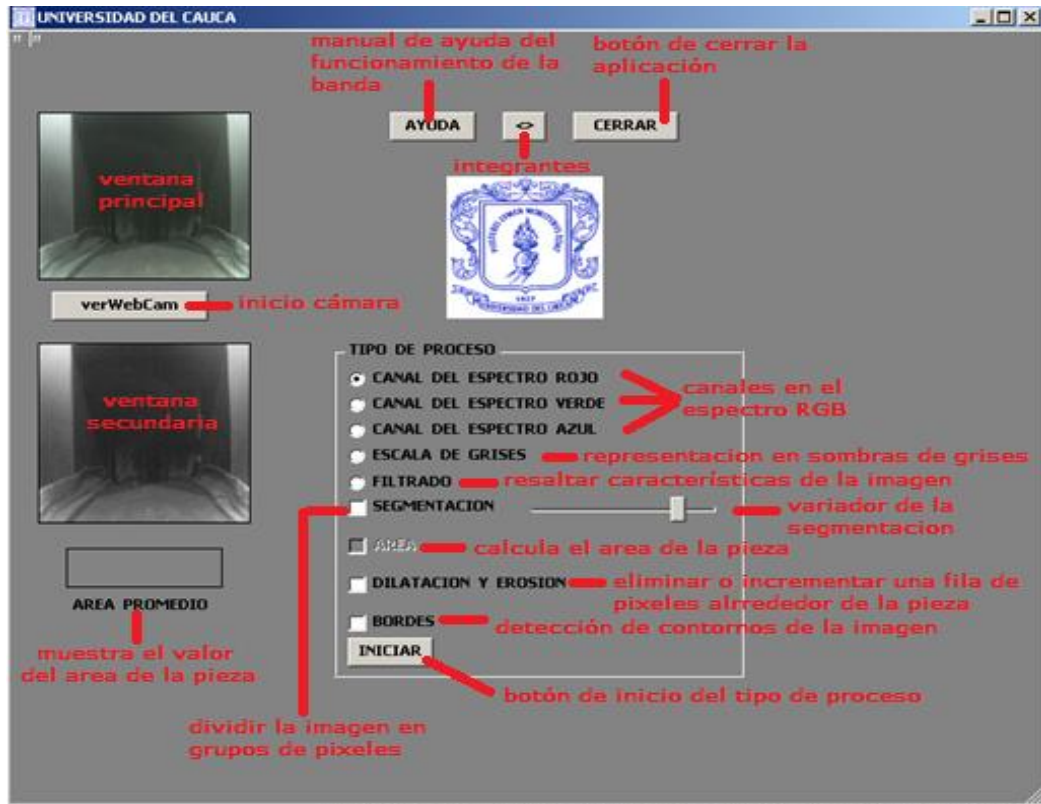 UNIVERSIDAD DEL CAUCA
" "
manual de ayuda del
funcionamiento de la
banda
botón de cerrar la
aplicación
AYUDA
<>
CERRAR
integrantes
ventana
principal
verWebCam
inicio cámara
1827
UNIVERSIDAD DEL CAUCA
ventana
secundaria
TIPO DE PROCESO
CANAL DEL ESPECTRO ROJO
CANAL DEL ESPECTRO VERDE
CANAL DEL ESPECTRO AZUL
canales en el
espectro RGB
ESCALA DE GRISES
representacion en sombras de grises
FILTRADO
resaltar características de la imagen
SEGMENTACION
variador de la
segmentacion
AREA
calcula el area de la pieza
DILATACION Y EROSION
eliminar o incrementar una fila de
pixeles alrrededor de la pieza
BORDES
detección de contornos de la imagen
INICIAR
botón de inicio del tipo de proceso
AREA PROMEDIO
muestra el valor
del area de la pieza
dividir la imagen en
grupos de pixeles